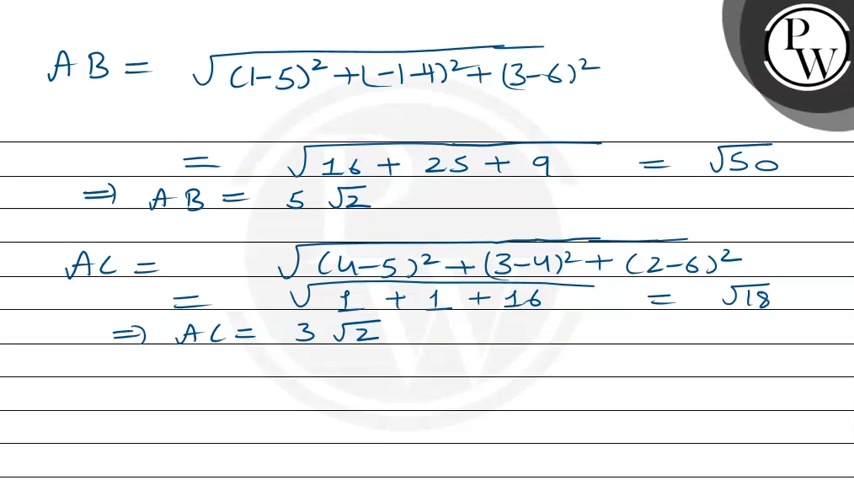 PW
AB = √(1-5)² + (-1-4)² + (3-6)²
= √16 + 25 + 9 = √50
⇒ AB = 5 √2
AC = √(4-5)² + (3-4)² + (2-6)²
= √1 + 1 + 16 = √18
⇒ AC = 3 √2